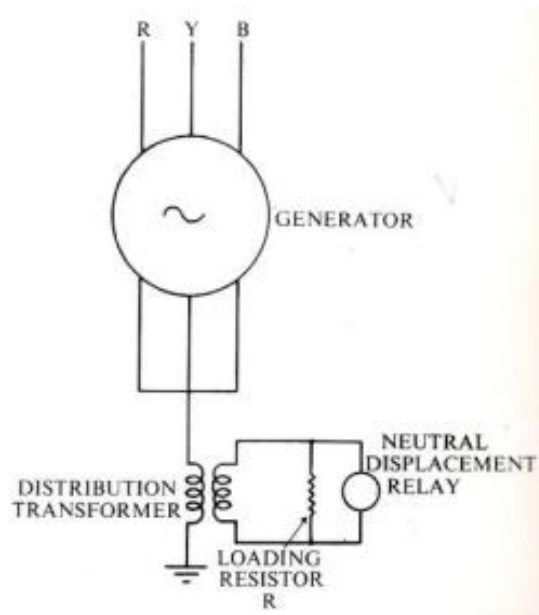 R Y B
GENERATOR
NEUTRAL
DISPLACEMENT
RELAY
DISTRIBUTION
TRANSFORMER
LOADING
RESISTOR
R